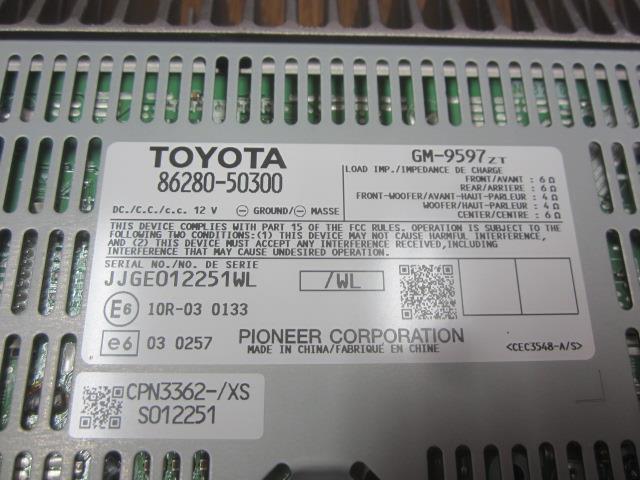 TOYOTA
86280-50300
DC./C.C./c.c. 12 V ⊖ GROUND/⊖ MASSE
GM-9597ZT
LOAD IMP./IMPEDANCE DE CHARGE
FRONT/AVANT : 6Ω
REAR/ARRIERE : 6Ω
FRONT-WOOFER/AVANT-HAUT-PARLEUR : 4Ω
WOOFER/HAUT-PARLEUR : 4Ω
CENTER/CENTRE : 6Ω
THIS DEVICE COMPLIES WITH PART 15 OF THE FCC RULES. OPERATION IS SUBJECT TO THE
FOLLOWING TWO CONDITIONS:(1) THIS DEVICE MAY NOT CAUSE HARMFUL INTERFERENCE,
AND (2) THIS DEVICE MUST ACCEPT ANY INTERFERENCE RECEIVED,INCLUDING
INTERFERENCE THAT MAY CAUSE UNDESIRED OPERATION.
SERIAL NO./NO. DE SERIE
JJGE012251WL
/WL
E6 10R-03 0133
e6 03 0257
PIONEER CORPORATION
MADE IN CHINA/FABRIQUÉ EN CHINE
<CEC3548-A/S>
CPN3362-/XS
S012251